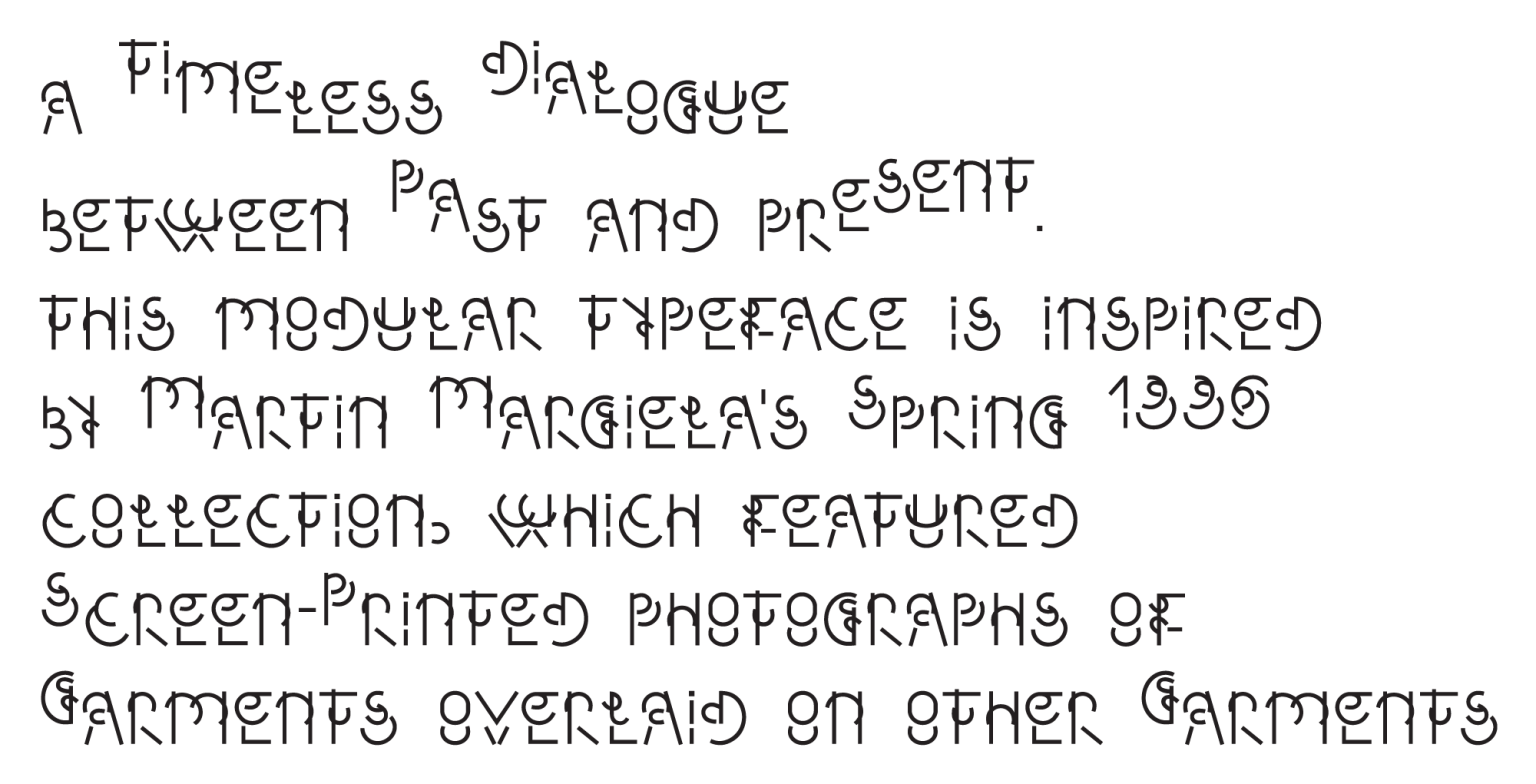 A Timeless Dialogue
between Past and present.
This modular typeface is inspired
by Martin Margiela's Spring 1996
collection, which featured
Screen-Printed photographs of
Garments overlaid on other Garments